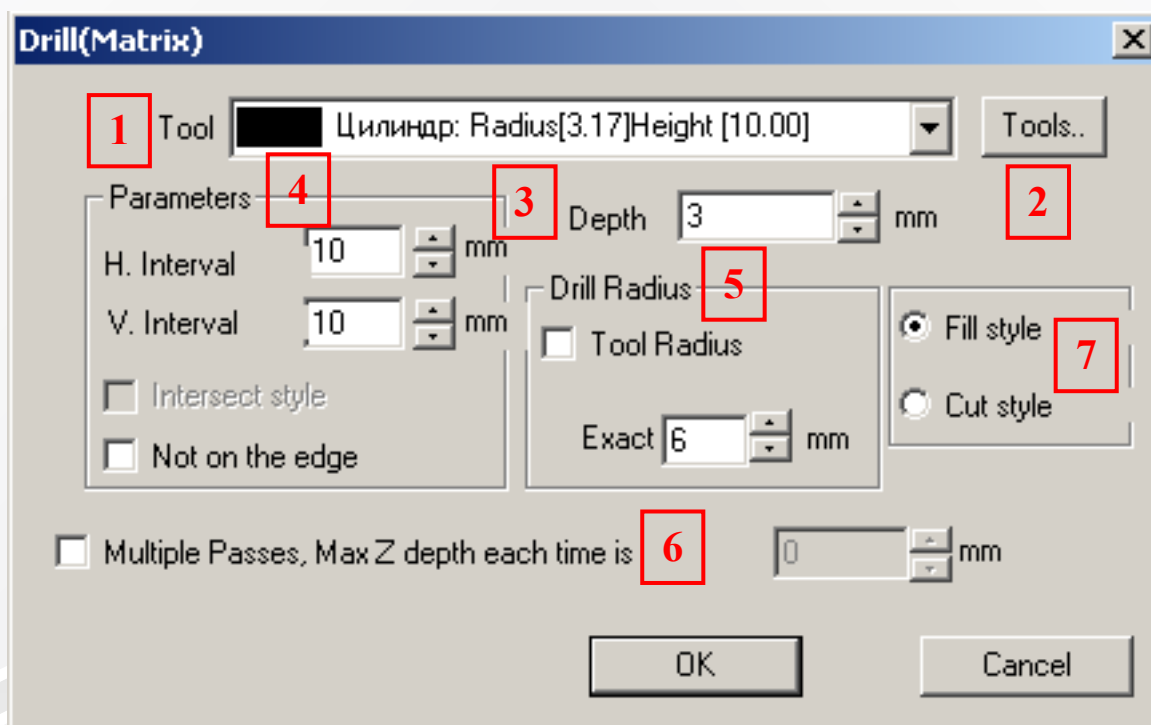 Drill(Matrix)
1 Tool Цилиндр: Radius[3.17]Height [10.00] Tools..
Parameters 4 3 Depth 3 mm 2
H. Interval 10 mm
Drill Radius 5
V. Interval 10 mm
Tool Radius
Fill style 7
Intersect style
Cut style
Exact 6 mm
Not on the edge
Multiple Passes, Max Z depth each time is 6 0 mm
OK Cancel